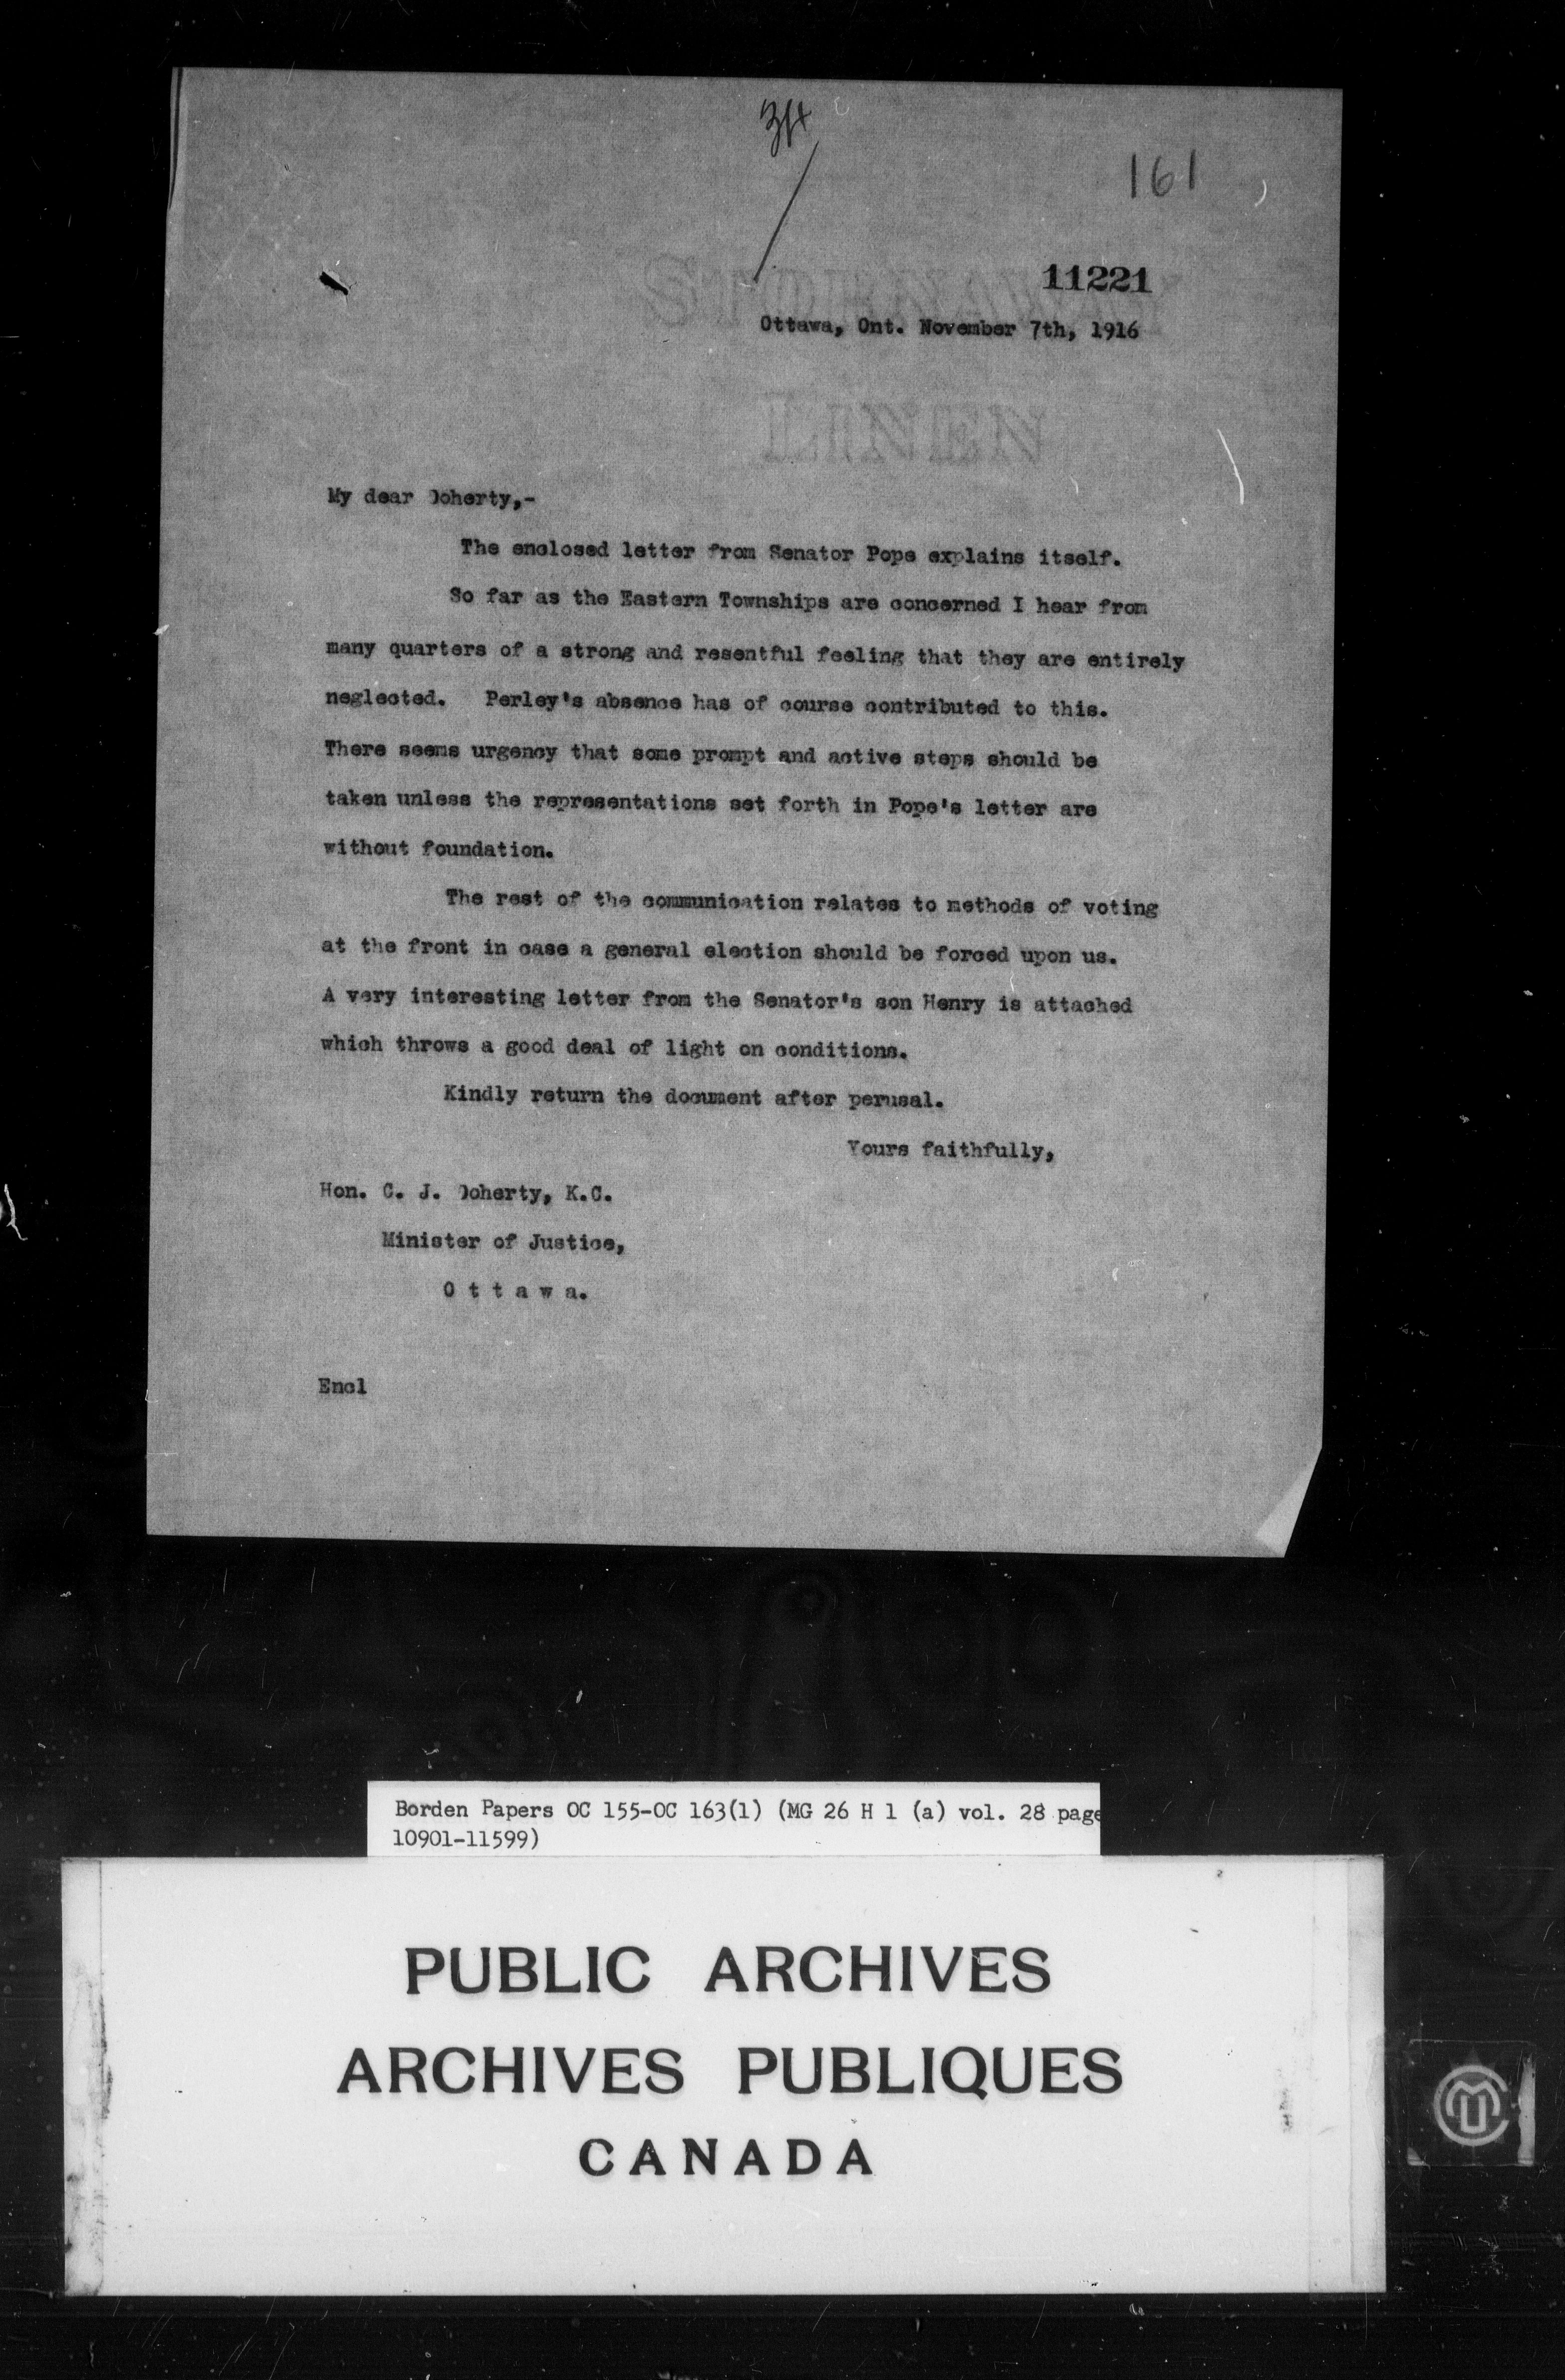 34
161
11221
Ottawa, Ont. November 7th, 1916
LINEN
My dear Doherty,-
The enclosed letter from Senator Pope explains itself.
So far as the Eastern Townships are concerned I hear from
many quarters of a strong and resentful feeling that they are entirely
neglected. Perley's absence has of course contributed to this.
There seems urgency that some prompt and active steps should be
taken unless the representations set forth in Pope's letter are
without foundation.
The rest of the communication relates to methods of voting
at the front in case a general election should be forced upon us.
A very interesting letter from the Senator's son Henry is attached
which throws a good deal of light on conditions.
Kindly return the document after perusal.
Yours faithfully,
Hon. C. J. Doherty, K.C.
Minister of Justice,
O t t a w a.
Encl
Borden Papers OC 155-OC 163(1) (MG 26 H 1 (a) vol. 28 page
10901-11599)
PUBLIC ARCHIVES
ARCHIVES PUBLIQUES
CANADA